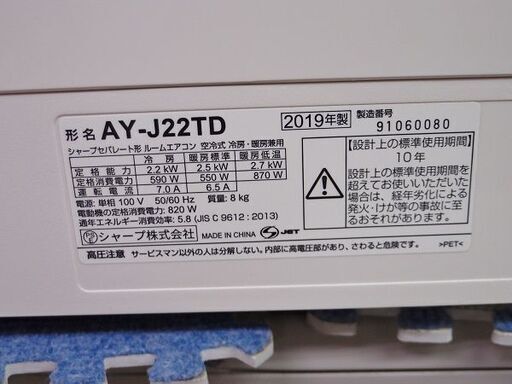 形名 AY-J22TD 2019年製 製造番号 91060080
シャープセパレート形 ルームエアコン 空冷式 冷房・暖房兼用
冷房 暖房標準 暖房低温
定格能力 2.2 kW 2.5 kW 2.7 kW
定格消費電力 590 W 550 W 870 W
運転電流 7.0 A 6.5 A
電源: 単相 100 V 50/60 Hz 質量: 8 kg
電動機の定格消費電力: 820 W
通年エネルギー消費効率: 5.8 (JIS C 9612 : 2013)
シャープ株式会社 MADE IN CHINA S JET
【設計上の標準使用期間】
10年
設計上の標準使用期間を
超えてお使いいただいた
場合は、経年劣化による
発火・けが等の事故に至
るおそれがあります。
高圧注意 サービスマン以外の人は分解しない。内部に高電圧部があり、さわると危険です。 >PET<